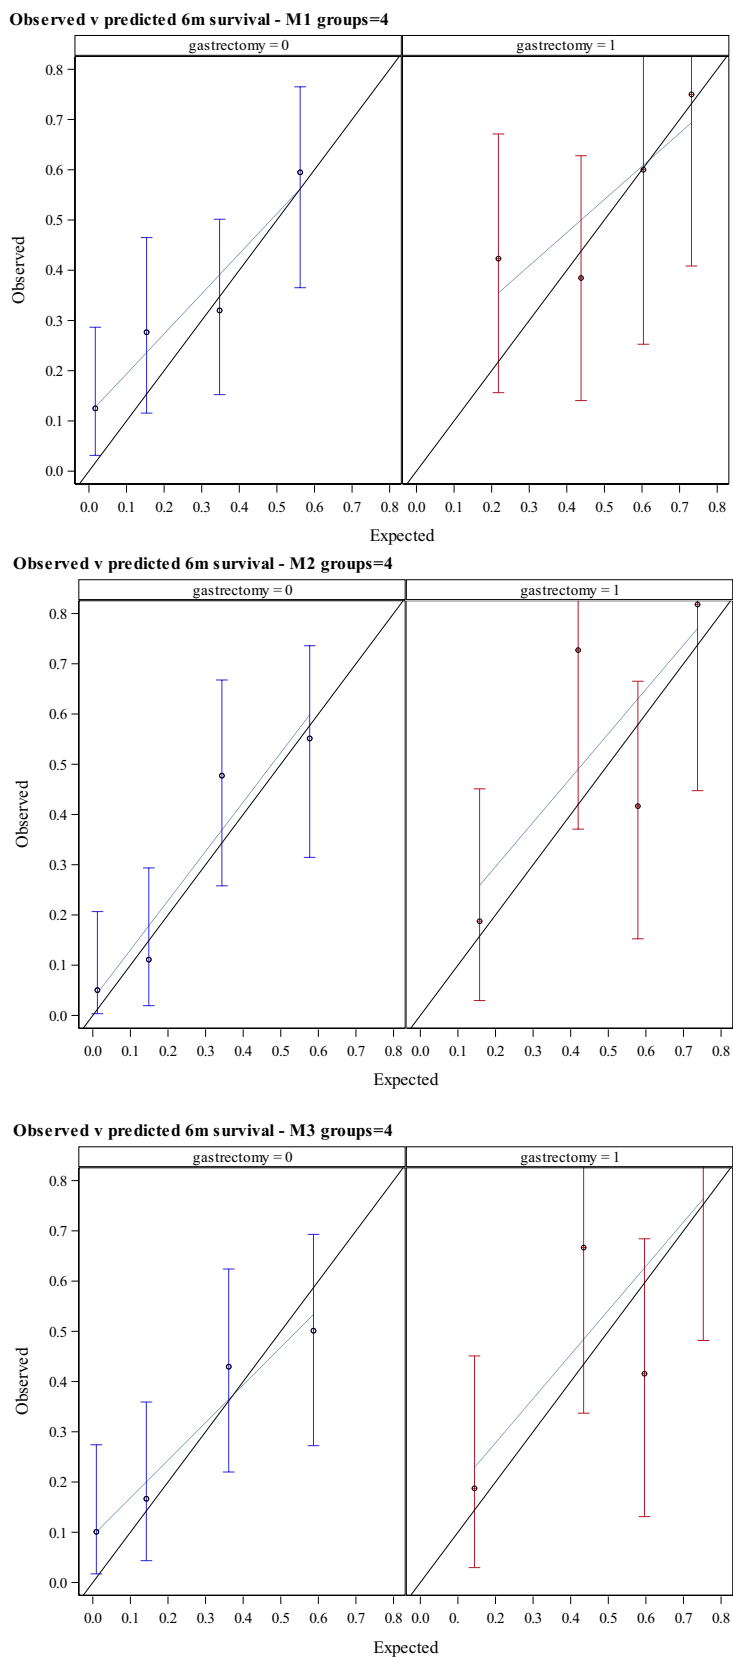 Observed v predicted 6m survival - M1 groups=4
gastrectomy = 0 gastrectomy = 1
0.8
0.7
0.6
0.5
0.4
0.3
0.2
0.1
0.0
Observed
0.0 0.1 0.2 0.3 0.4 0.5 0.6 0.7 0.8 0.0 0.1 0.2 0.3 0.4 0.5 0.6 0.7 0.8
Expected
Observed v predicted 6m survival - M2 groups=4
gastrectomy = 0 gastrectomy = 1
0.8
0.7
0.6
0.5
0.4
0.3
0.2
0.1
0.0
Observed
0.0 0.1 0.2 0.3 0.4 0.5 0.6 0.7 0.8 0.0 0.1 0.2 0.3 0.4 0.5 0.6 0.7 0.8
Expected
Observed v predicted 6m survival - M3 groups=4
gastrectomy = 0 gastrectomy = 1
0.8
0.7
0.6
0.5
0.4
0.3
0.2
0.1
0.0
Observed
0.0 0.1 0.2 0.3 0.4 0.5 0.6 0.7 0.8 0.0 0. 0.2 0.3 0.4 0.5 0.6 0.7 0.8
Expected